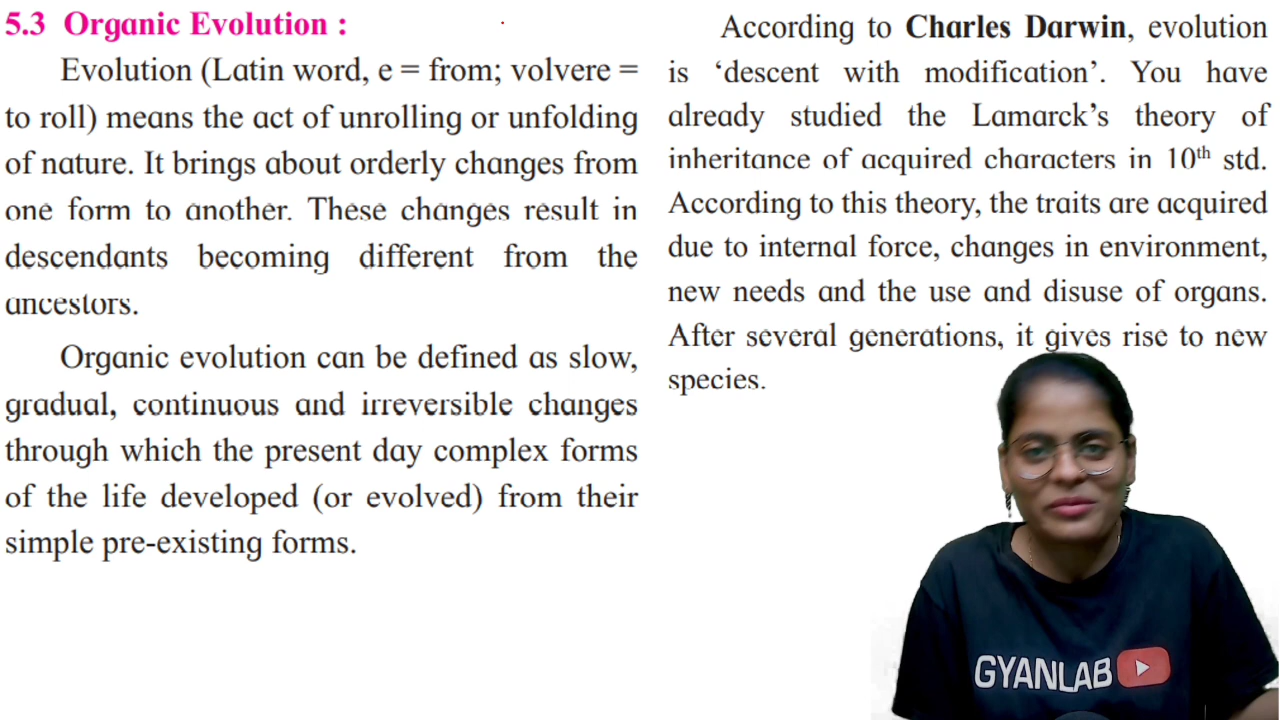 5.3 Organic Evolution :
Evolution (Latin word, e = from; volvere =
to roll) means the act of unrolling or unfolding
of nature. It brings about orderly changes from
one form to another. These changes result in
descendants becoming different from the
ancestors.
Organic evolution can be defined as slow,
gradual, continuous and irreversible changes
through which the present day complex forms
of the life developed (or evolved) from their
simple pre-existing forms.
According to Charles Darwin, evolution
is ‘descent with modification’. You have
already studied the Lamarck’s theory of
inheritance of acquired characters in 10th std.
According to this theory, the traits are acquired
due to internal force, changes in environment,
new needs and the use and disuse of organs.
After several generations, it gives rise to new
species.
GYANLAB